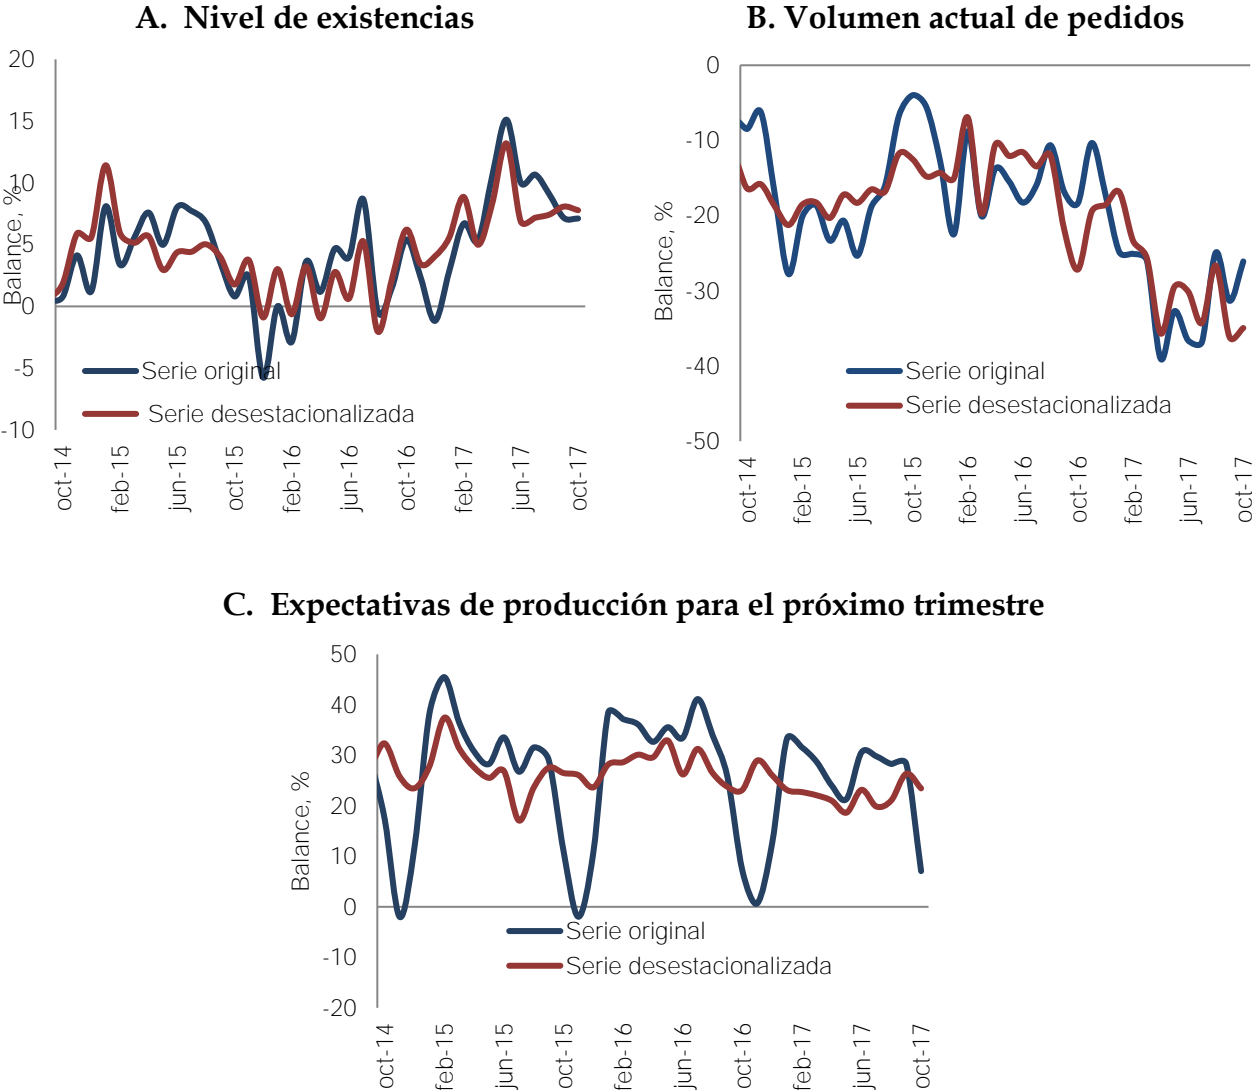 A. Nivel de existencias
20
15
10
5
0
-5
-10
Balance, %
Serie original
Serie desestacionalizada
oct-14
feb-15
jun-15
oct-15
feb-16
jun-16
oct-16
feb-17
jun-17
oct-17
B. Volumen actual de pedidos
0
-10
-20
-30
-40
-50
Balance, %
Serie original
Serie desestacionalizada
oct-14
feb-15
jun-15
oct-15
feb-16
jun-16
oct-16
feb-17
jun-17
oct-17
C. Expectativas de producción para el próximo trimestre
50
40
30
20
10
0
-10
-20
Balance, %
Serie original
Serie desestacionalizada
oct-14
feb-15
jun-15
oct-15
feb-16
jun-16
oct-16
feb-17
jun-17
oct-17